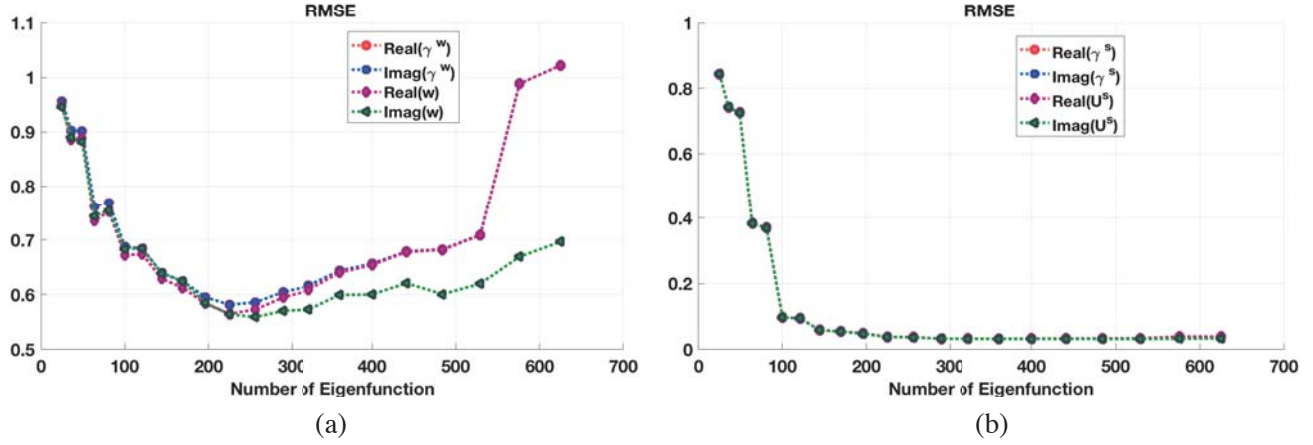 RMSE
1.1
1
0.9
0.8
0.7
0.6
0.5
0 100 200 300 400 500 600 700
Number of Eigenfunction
Real(γ w)
Imag(γ w)
Real(w)
Imag(w)
(a)
RMSE
1
0.8
0.6
0.4
0.2
0
0 100 200 300 400 500 600 700
Number of Eigenfunction
Real(γ s)
Imag(γ s)
Real(Us)
Imag(Us)
(b)